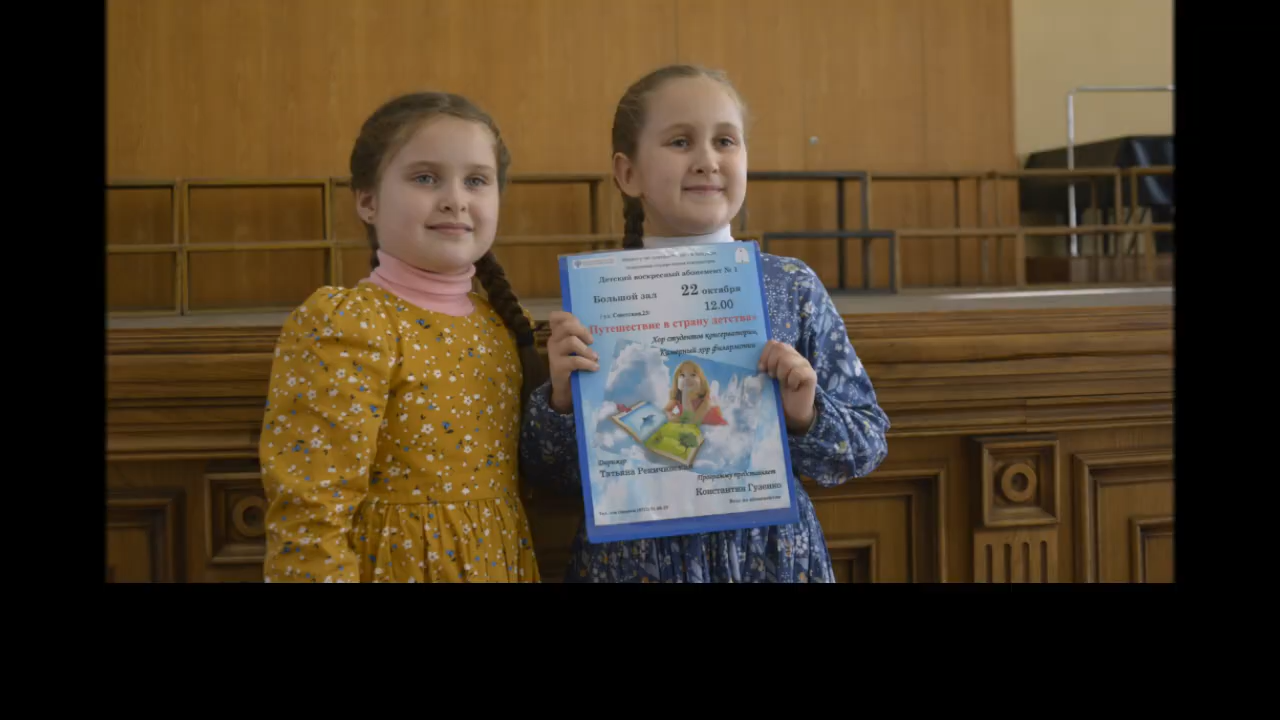 Детский воскресный абонемент № 1
Большой зал 22 октября
/ул. Советская,23/ 12.00
«Путешествие в страну детства»
Хор студентов консерватории,
Камерный хор филармонии
Дирижер
Татьяна
Программу представляет
Константин Гузенко